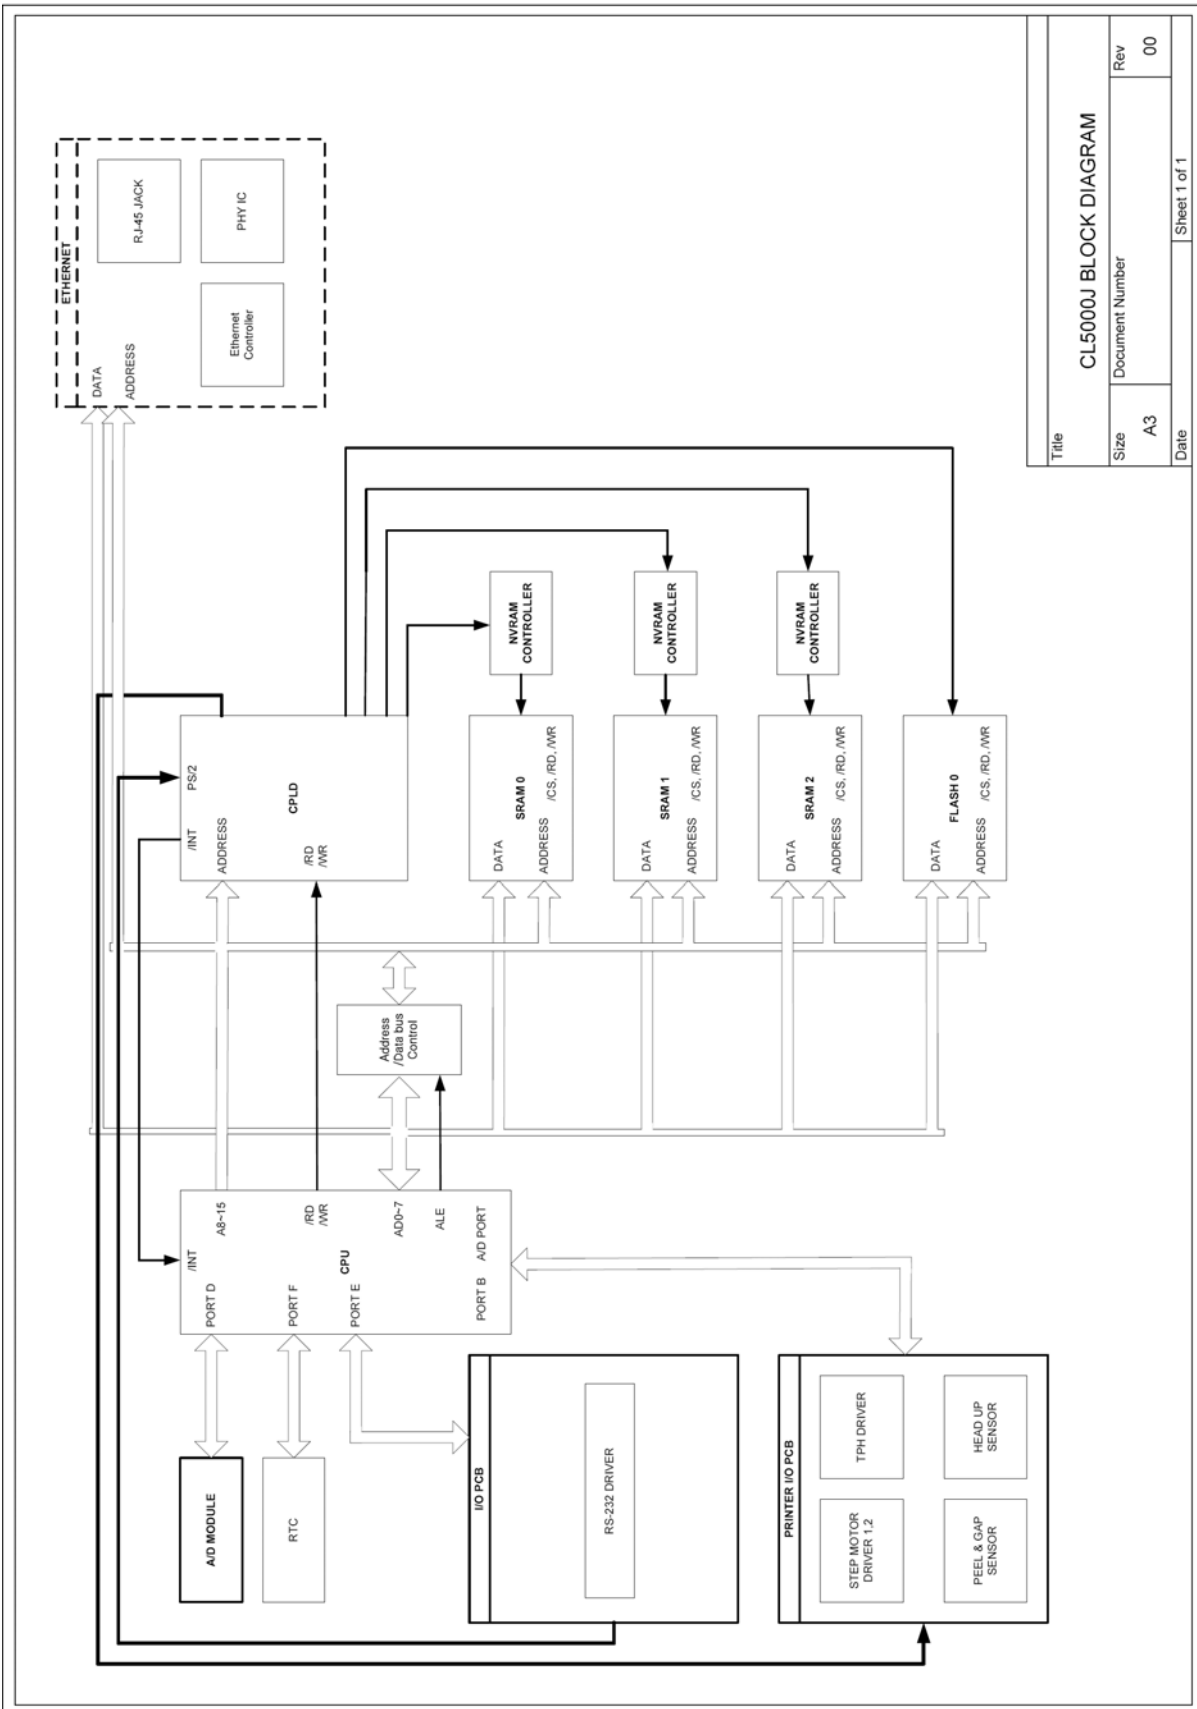 ETHERNET
DATA
ADDRESS
RJ-45 JACK
Ethernet
Controller
PHY IC
/INT
PS/2
ADDRESS
CPLD
/RD
/WR
A/D MODULE
RTC
/INT
PORT D
A8~15
PORT F
/RD
/WR
CPU
PORT E
AD0~7
ALE
PORT B
A/D PORT
Address
/Data bus
Control
NVRAM
CONTROLLER
DATA
SRAM 0
ADDRESS
/CS, /RD, /WR
NVRAM
CONTROLLER
DATA
SRAM 1
ADDRESS
/CS, /RD, /WR
NVRAM
CONTROLLER
DATA
SRAM 2
ADDRESS
/CS, /RD, /WR
DATA
FLASH 0
ADDRESS
/CS, /RD, /WR
I/O PCB
RS-232 DRIVER
PRINTER I/O PCB
STEP MOTOR
DRIVER 1,2
TPH DRIVER
PEEL & GAP
SENSOR
HEAD UP
SENSOR
Title
CL5000J BLOCK DIAGRAM
Size
A3
Document Number
Rev
00
Date
Sheet 1 of 1